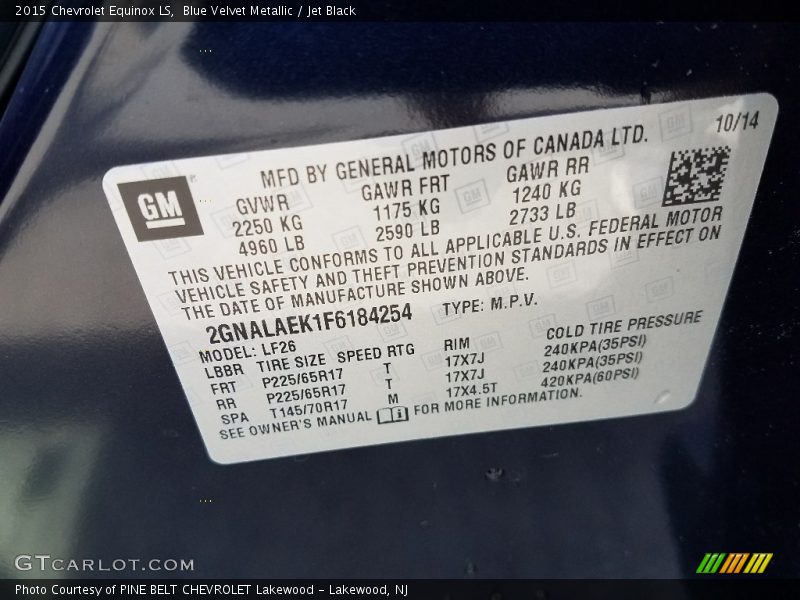 2015 Chevrolet Equinox LS, Blue Velvet Metallic / Jet Black
10/14
MFD BY GENERAL MOTORS OF CANADA LTD.
GM
GVWR GAWR FRT GAWR RR
2250 KG 1175 KG 1240 KG
4960 LB 2590 LB 2733 LB
THIS VEHICLE CONFORMS TO ALL APPLICABLE U.S. FEDERAL MOTOR
VEHICLE SAFETY AND THEFT PREVENTION STANDARDS IN EFFECT ON
THE DATE OF MANUFACTURE SHOWN ABOVE.
2GNALAEK1F6184254 TYPE: M.P.V.
MODEL: LF26
LBBR TIRE SIZE SPEED RTG RIM COLD TIRE PRESSURE
FRT P225/65R17 T 17X7J 240KPA(35PSI)
RR P225/65R17 T 17X7J 240KPA(35PSI)
SPA T145/70R17 M 17X4.5T 420KPA(60PSI)
SEE OWNER'S MANUAL i FOR MORE INFORMATION.
GTCARLOT.COM
Photo Courtesy of PINE BELT CHEVROLET Lakewood - Lakewood, NJ